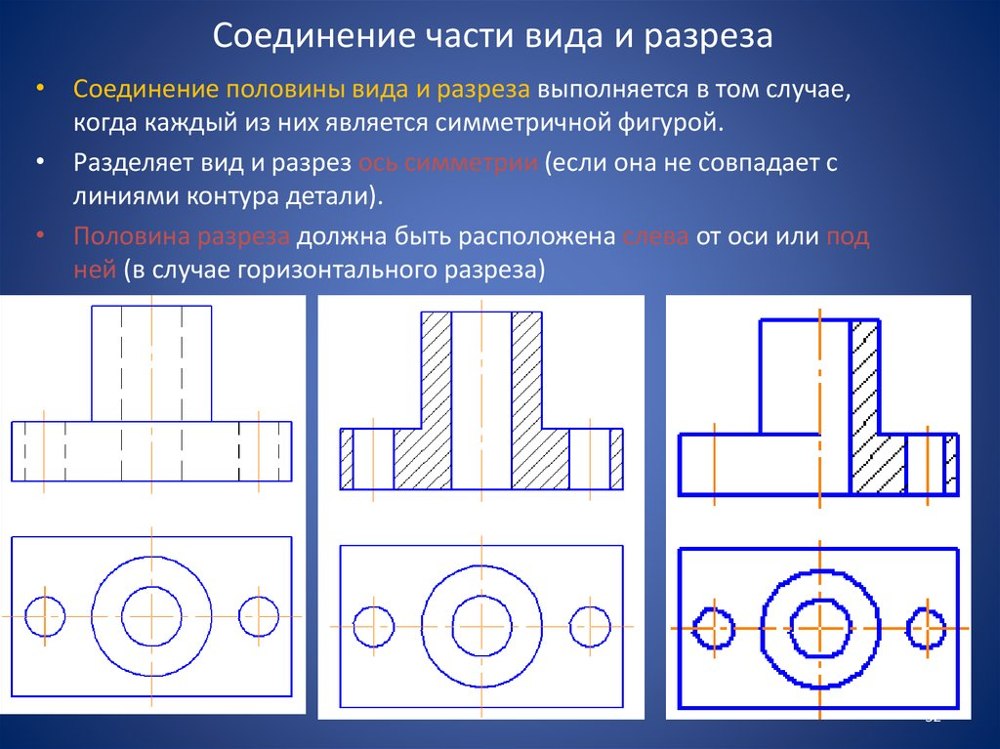 Соединение части вида и разреза
• Соединение половины вида и разреза выполняется в том случае,
когда каждый из них является симметричной фигурой.
• Разделяет вид и разрез ось симметрии (если она не совпадает с
линиями контура детали).
• Половина разреза должна быть расположена слева от оси или под
ней (в случае горизонтального разреза)